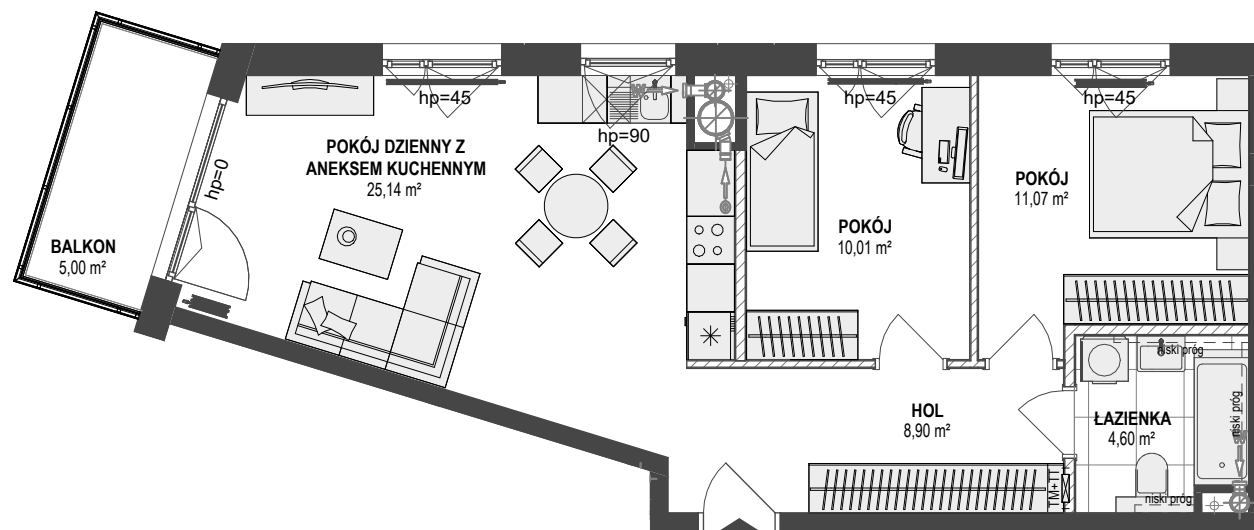 hp=45
hp=90
hp=45
hp=45
POKÓJ DZIENNY Z
ANEKSEM KUCHENNYM
25,14 m²
hp=0
BALKON
5,00 m²
POKÓJ
10,01 m²
POKÓJ
11,07 m²
HOL
8,90 m²
ŁAZIENKA
4,60 m²
niski próg
niski próg
niski próg
TM+TT